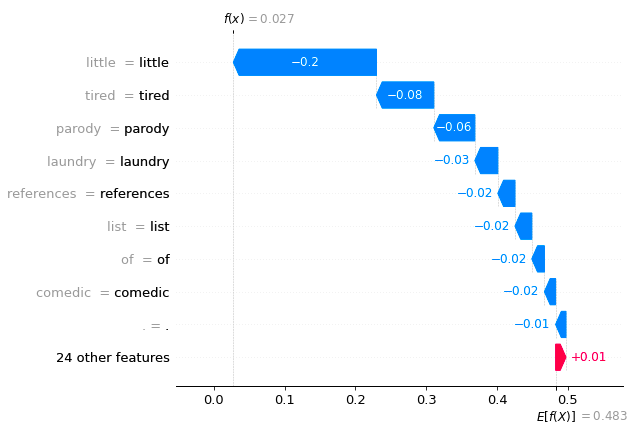 f(x) = 0.027
little = little −0.2
tired = tired −0.08
parody = parody −0.06
laundry = laundry −0.03
references = references −0.02
list = list −0.02
of = of −0.02
comedic = comedic −0.02
. = . −0.01
24 other features +0.01
0.0 0.1 0.2 0.3 0.4 0.5
E[f(X)] = 0.483